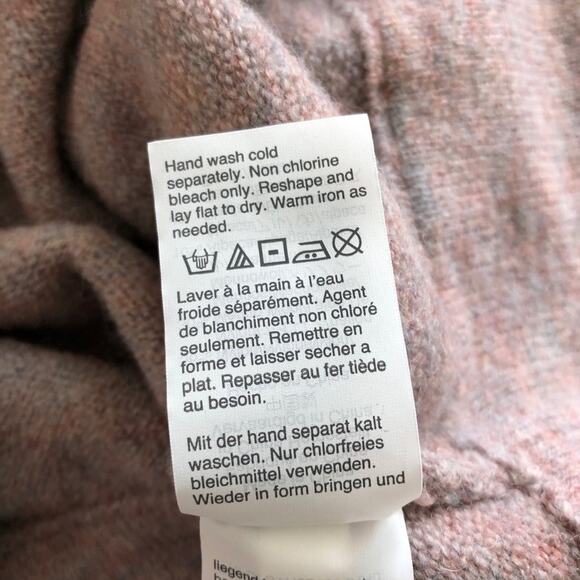 Hand wash cold
separately. Non chlorine
bleach only. Reshape and
lay flat to dry. Warm iron as
needed.
Laver à la main à l'eau
froide séparément. Agent
de blanchiment non chloré
seulement. Remettre en
forme et laisser secher a
plat. Repasser au fer tiède
au besoin.
Mit der hand separat kalt
waschen. Nur chlorfreies
bleichmittel verwenden.
Wieder in form bringen und
liegend